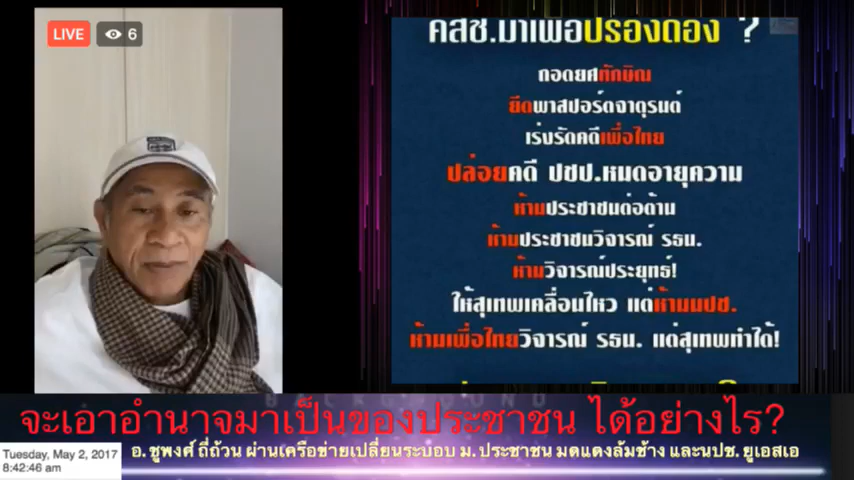 LIVE 6
คสช.มาเพื่อปรองดอง ?
ถอดยศทักษิณ
ยึดพาสปอร์ตจาตุรนต์
เร่งรัดคดีเพื่อไทย
ปล่อยคดี ปชป.หมดอายุความ
ห้ามประชาชนต่อต้าน
ห้ามประชาชนวิจารณ์ รธน.
ห้ามวิจารณ์ประยุทธ์!
ให้สุเทพเคลื่อนไหว แต่ห้ามนปช.
ห้ามเพื่อไทยวิจารณ์ รธน. แต่สุเทพทำได้!
จะเอาอำนาจมาเป็นของประชาชน ได้อย่างไร?
Tuesday, May 2, 2017
8:42:46 am
อ. ชูพงศ์ ถี่ถ้วน ผ่านเครือข่ายเปลี่ยนระบอบ ม. ประชาชน มดแดงล้มช้าง และนปช. ยูเอสเอ